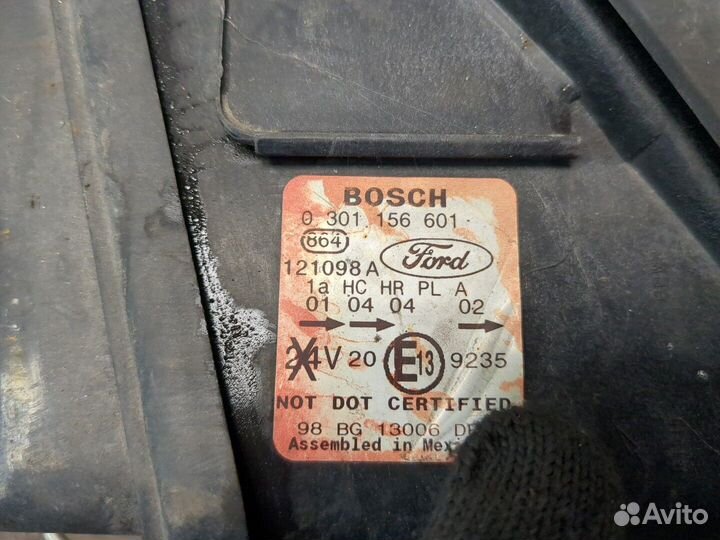 BOSCH
0 301 156 601
864
Ford
121098 A
1a HC HR PL A
01 04 04 02
24V 20 E13 9235
NOT DOT CERTIFIED
98 BG 13006
Assembled in
Avito